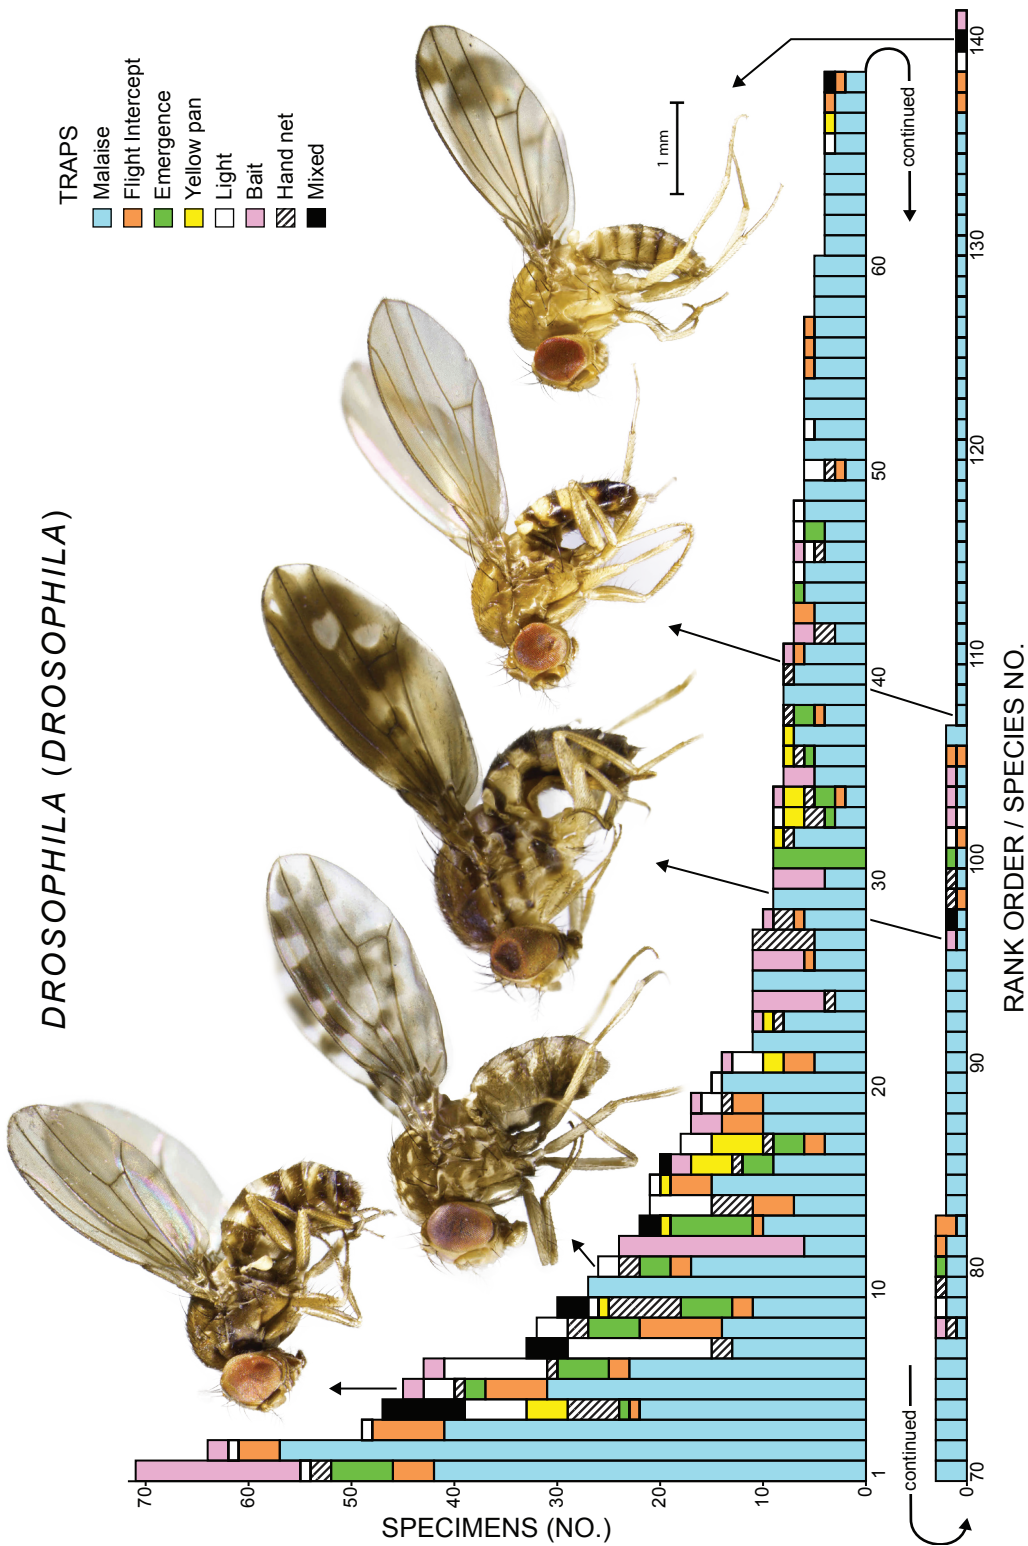 DROSOPHILA (DROSOPHILA)
TRAPS
Malaise
Flight Intercept
Emergence
Yellow pan
Light
Bait
Hand net
Mixed
1 mm
SPECIMENS (NO.)
70
60
50
40
30
20
10
0
1
10
20
30
40
50
60
continued
continued
0
70
80
90
100
110
120
130
140
RANK ORDER / SPECIES NO.